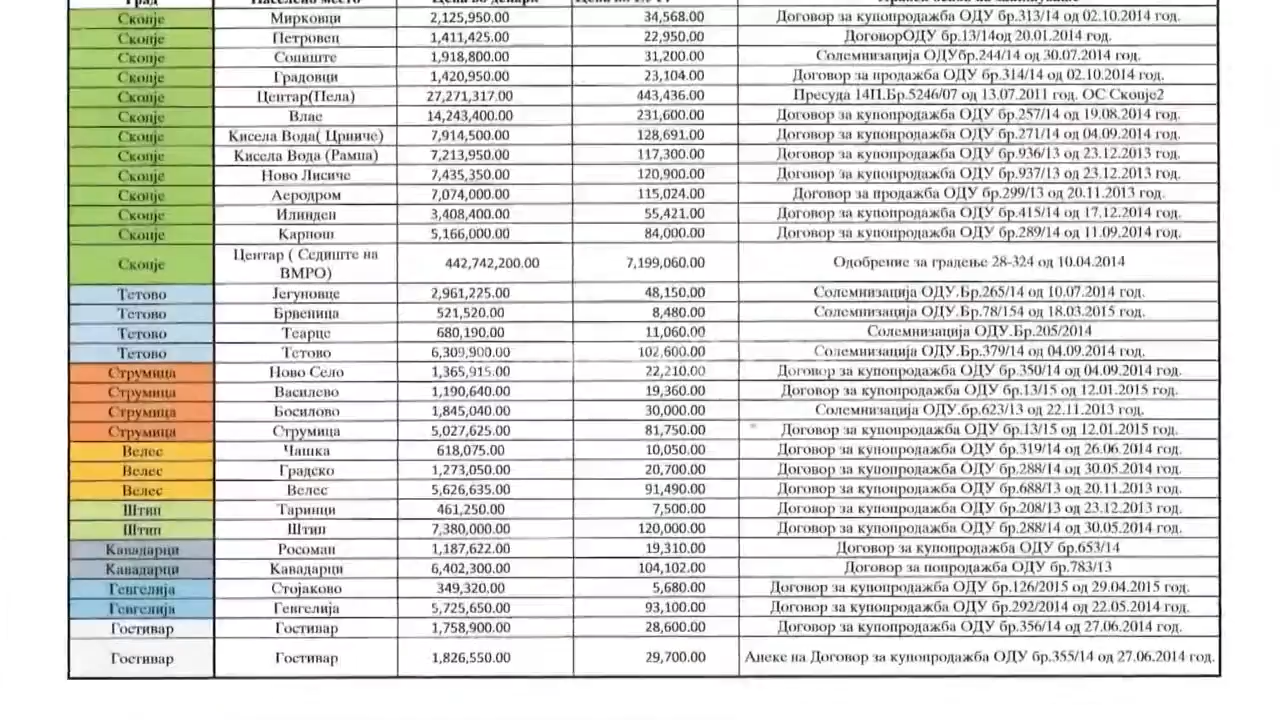 Град Населено место Цена во денари
Скопје Мирковци 2,125,950.00 34,568.00 Договор за купопродажба ОДУ бр.313/14 од 02.10.2014 год.
Скопје Петровец 1,411,425.00 22,950.00 ДоговорОДУ бр.13/14од 20.01.2014 год.
Скопје Сопиште 1,918,800.00 31,200.00 Солемнизација ОДУбр.244/14 од 30.07.2014 год.
Скопје Градовци 1,420,950.00 23,104.00 Договор за продажба ОДУ бр.314/14 од 02.10.2014 год.
Скопје Центар(Пела) 27,271,317.00 443,436.00 Пресуда 14П.Бр.5246/07 од 13.07.2011 год. ОС Скопје2
Скопје Влае 14,243,400.00 231,600.00 Договор за купопродажба ОДУ бр.257/14 од 19.08.2014 год.
Скопје Кисела Вода( Црниче) 7,914,500.00 128,691.00 Договор за купопродажба ОДУ бр.271/14 од 04.09.2014 год.
Скопје Кисела Вода (Рампа) 7,213,950.00 117,300.00 Договор за купопродажба ОДУ бр.936/13 од 23.12.2013 год.
Скопје Ново Лисиче 7,435,350.00 120,900.00 Договор за купопродажба ОДУ бр.937/13 од 23.12.2013 год.
Скопје Аеродром 7,074,000.00 115,024.00 Договор за продажба ОДУ бр.299/13 од 20.11.2013 год.
Скопје Илинден 3,408,400.00 55,421.00 Договор за купопродажба ОДУ бр.415/14 од 17.12.2014 год.
Скопје Карпош 5,166,000.00 84,000.00 Договор за купопродажба ОДУ бр.289/14 од 11.09.2014 год.
Скопје Центар ( Седиште на ВМРО) 442,742,200.00 7,199,060.00 Одобрение за градење 28-324 од 10.04.2014
Тетово Јегуновце 2,961,225.00 48,150.00 Солемнизација ОДУ.Бр.265/14 од 10.07.2014 год.
Тетово Брвеница 521,520.00 8,480.00 Солемнизација ОДУ.Бр.78/154 од 18.03.2015 год.
Тетово Теарце 680,190.00 11,060.00 Солемнизација ОДУ.Бр.205/2014
Тетово Тетово 6,309,900.00 102,600.00 Солемнизација ОДУ.Бр.379/14 од 04.09.2014 год.
Струмица Ново Село 1,365,915.00 22,210.00 Договор за купопродажба ОДУ бр.350/14 од 04.09.2014 год.
Струмица Василево 1,190,640.00 19,360.00 Договор за купопродажба ОДУ бр.13/15 од 12.01.2015 год.
Струмица Босилово 1,845,040.00 30,000.00 Солемнизација ОДУ.бр.623/13 од 22.11.2013 год.
Струмица Струмица 5,027,625.00 81,750.00 Договор за купопродажба ОДУ бр.13/15 од 12.01.2015 год.
Велес Чашка 618,075.00 10,050.00 Договор за купопродажба ОДУ бр.319/14 од 26.06.2014 год.
Велес Градско 1,273,050.00 20,700.00 Договор за купопродажба ОДУ бр.288/14 од 30.05.2014 год.
Велес Велес 5,626,635.00 91,490.00 Договор за купопродажба ОДУ бр.688/13 од 20.11.2013 год.
Штип Таринци 461,250.00 7,500.00 Договор за купопродажба ОДУ бр.208/13 од 23.12.2013 год.
Штип Штип 7,380,000.00 120,000.00 Договор за купопродажба ОДУ бр.288/14 од 30.05.2014 год.
Кавадарци Росоман 1,187,622.00 19,310.00 Договор за купопродажба ОДУ бр.653/14
Кавадарци Кавадарци 6,402,300.00 104,102.00 Договор за попродажба ОДУ бр.783/13
Гевгелија Стојаково 349,320.00 5,680.00 Договор за купопродажба ОДУ бр.126/2015 од 29.04.2015 год.
Гевгелија Гевгелија 5,725,650.00 93,100.00 Договор за купопродажба ОДУ бр.292/2014 од 22.05.2014 год.
Гостивар Гостивар 1,758,900.00 28,600.00 Договор за купопродажба ОДУ бр.356/14 од 27.06.2014 год.
Гостивар Гостивар 1,826,550.00 29,700.00 Анекс на Договор за купопродажба ОДУ бр.355/14 од 27.06.2014 год.